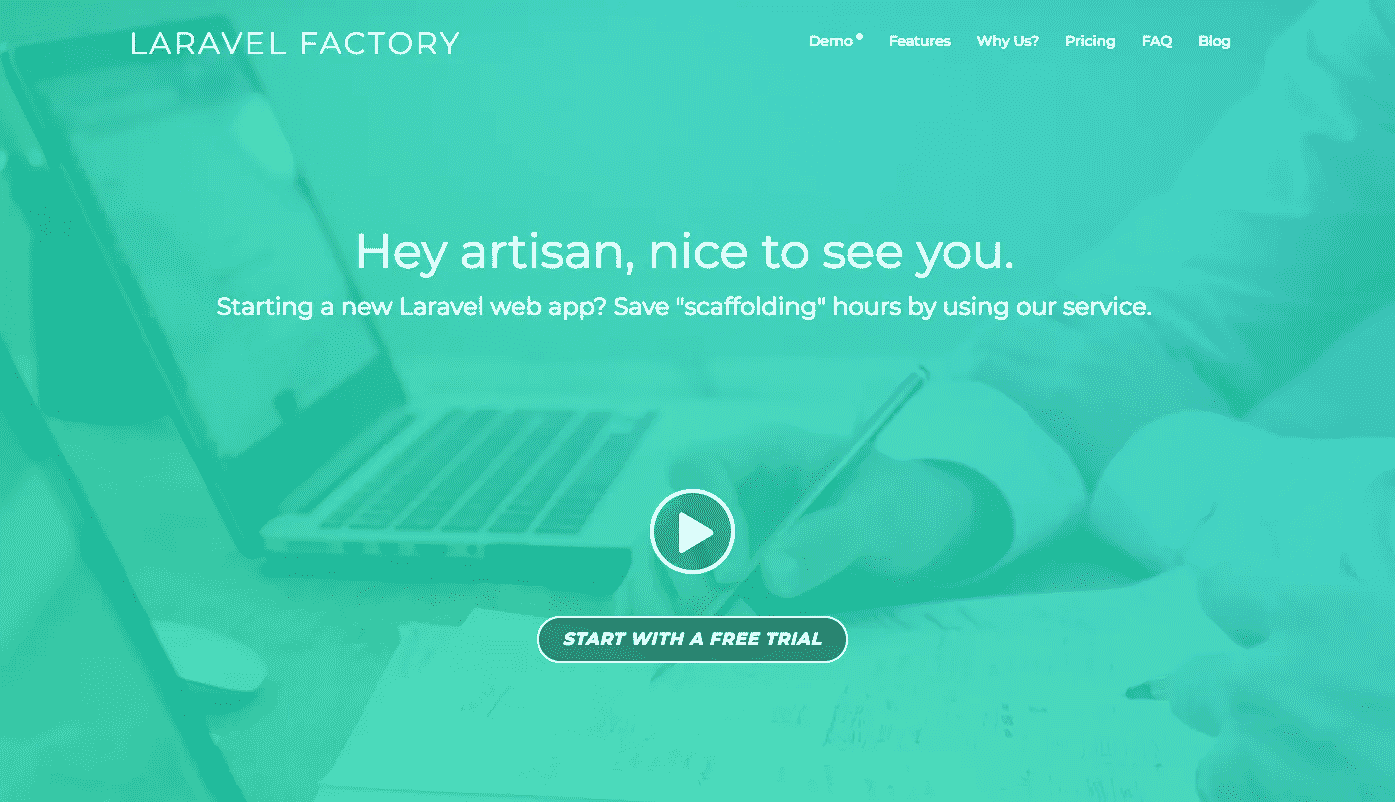 LARAVEL FACTORY
Demo Features Why Us? Pricing FAQ Blog
Hey artisan, nice to see you.
Starting a new Laravel web app? Save "scaffolding" hours by using our service.
START WITH A FREE TRIAL